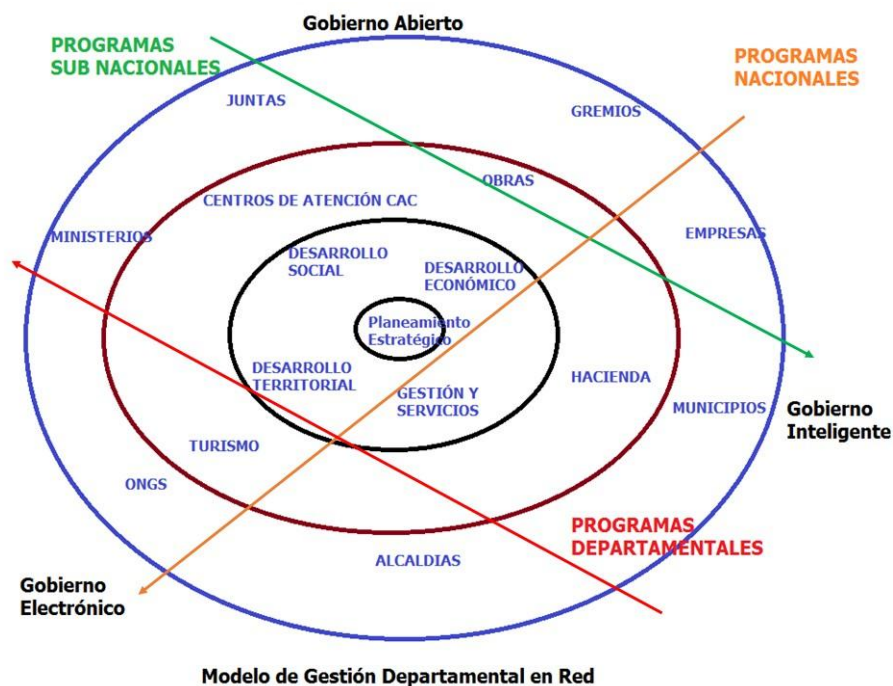 Gobierno Abierto
PROGRAMAS
SUB NACIONALES
PROGRAMAS
NACIONALES
JUNTAS
GREMIOS
OBRAS
CENTROS DE ATENCIÓN CAC
MINISTERIOS
EMPRESAS
DESARROLLO
SOCIAL
DESARROLLO
ECONÓMICO
Planeamiento
Estratégico
DESARROLLO
TERRITORIAL
GESTIÓN Y
SERVICIOS
HACIENDA
MUNICIPIOS
Gobierno
Inteligente
TURISMO
ONGS
PROGRAMAS
DEPARTAMENTALES
ALCALDIAS
Gobierno
Electrónico
Modelo de Gestión Departamental en Red